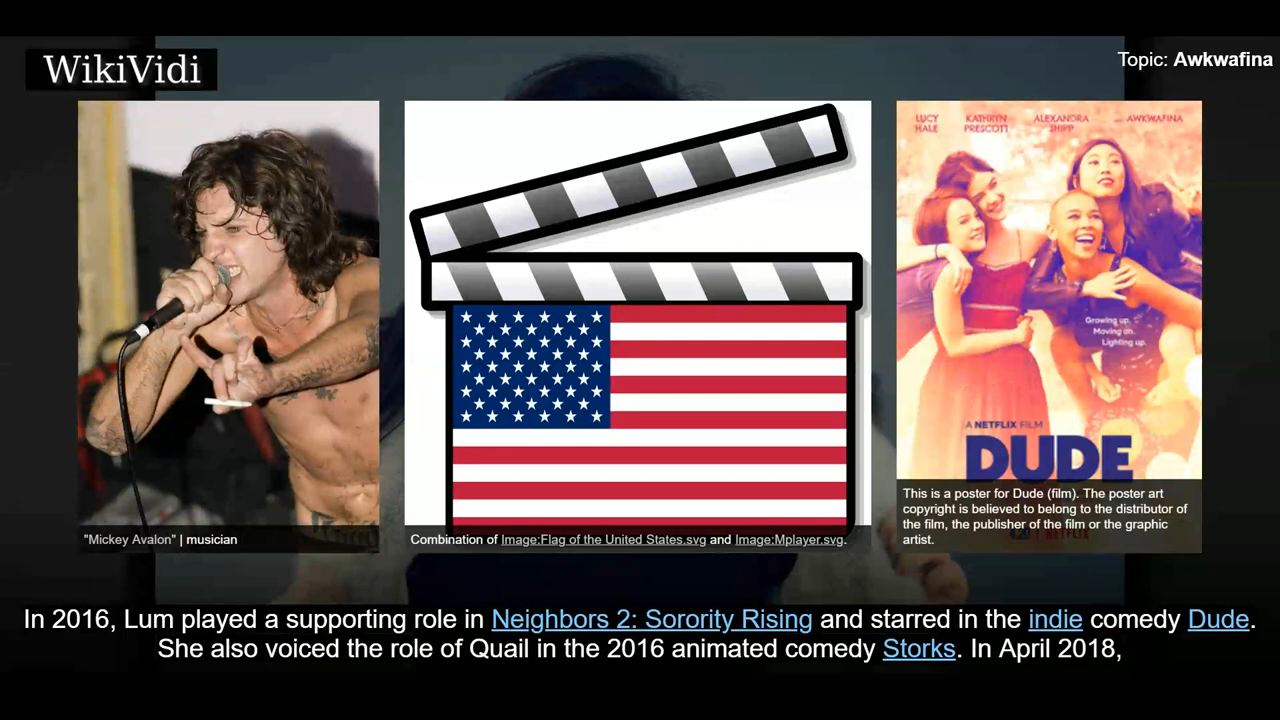 WikiVidi
Topic: Awkwafina
LUCY HALE
KATHRYN PRESCOTT
ALEXANDRA SHIPP
AWKWAFINA
Growing up.
Moving on.
Lighting up.
A NETFLIX FILM
DUDE
This is a poster for Dude (film). The poster art
copyright is believed to belong to the distributor of
the film, the publisher of the film or the graphic
artist.
"Mickey Avalon" | musician
Combination of Image:Flag of the United States.svg and Image:Mplayer.svg.
In 2016, Lum played a supporting role in Neighbors 2: Sorority Rising and starred in the indie comedy Dude.
She also voiced the role of Quail in the 2016 animated comedy Storks. In April 2018,